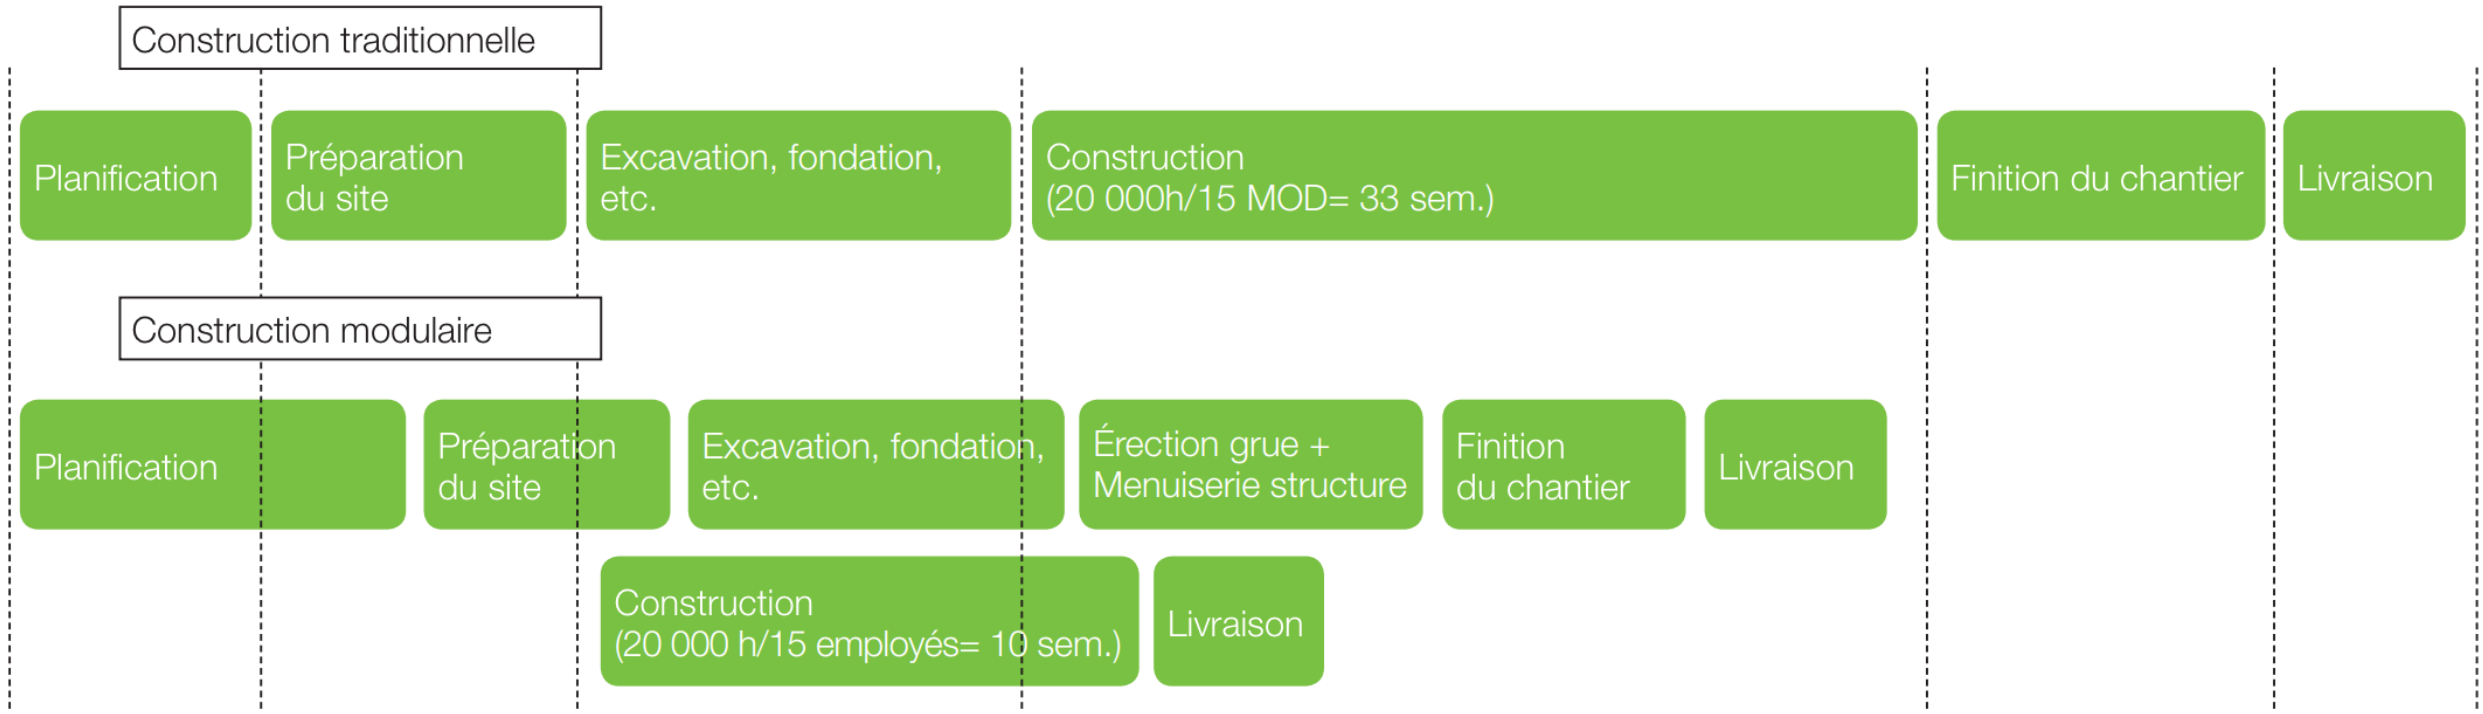 Construction traditionnelle
Planification
Préparation
du site
Excavation, fondation,
etc.
Construction
(20 000h/15 MOD= 33 sem.)
Finition du chantier
Livraison
Construction modulaire
Planification
Préparation
du site
Excavation, fondation,
etc.
Érection grue +
Menuiserie structure
Finition
du chantier
Livraison
Construction
(20 000 h/15 employés= 10 sem.)
Livraison